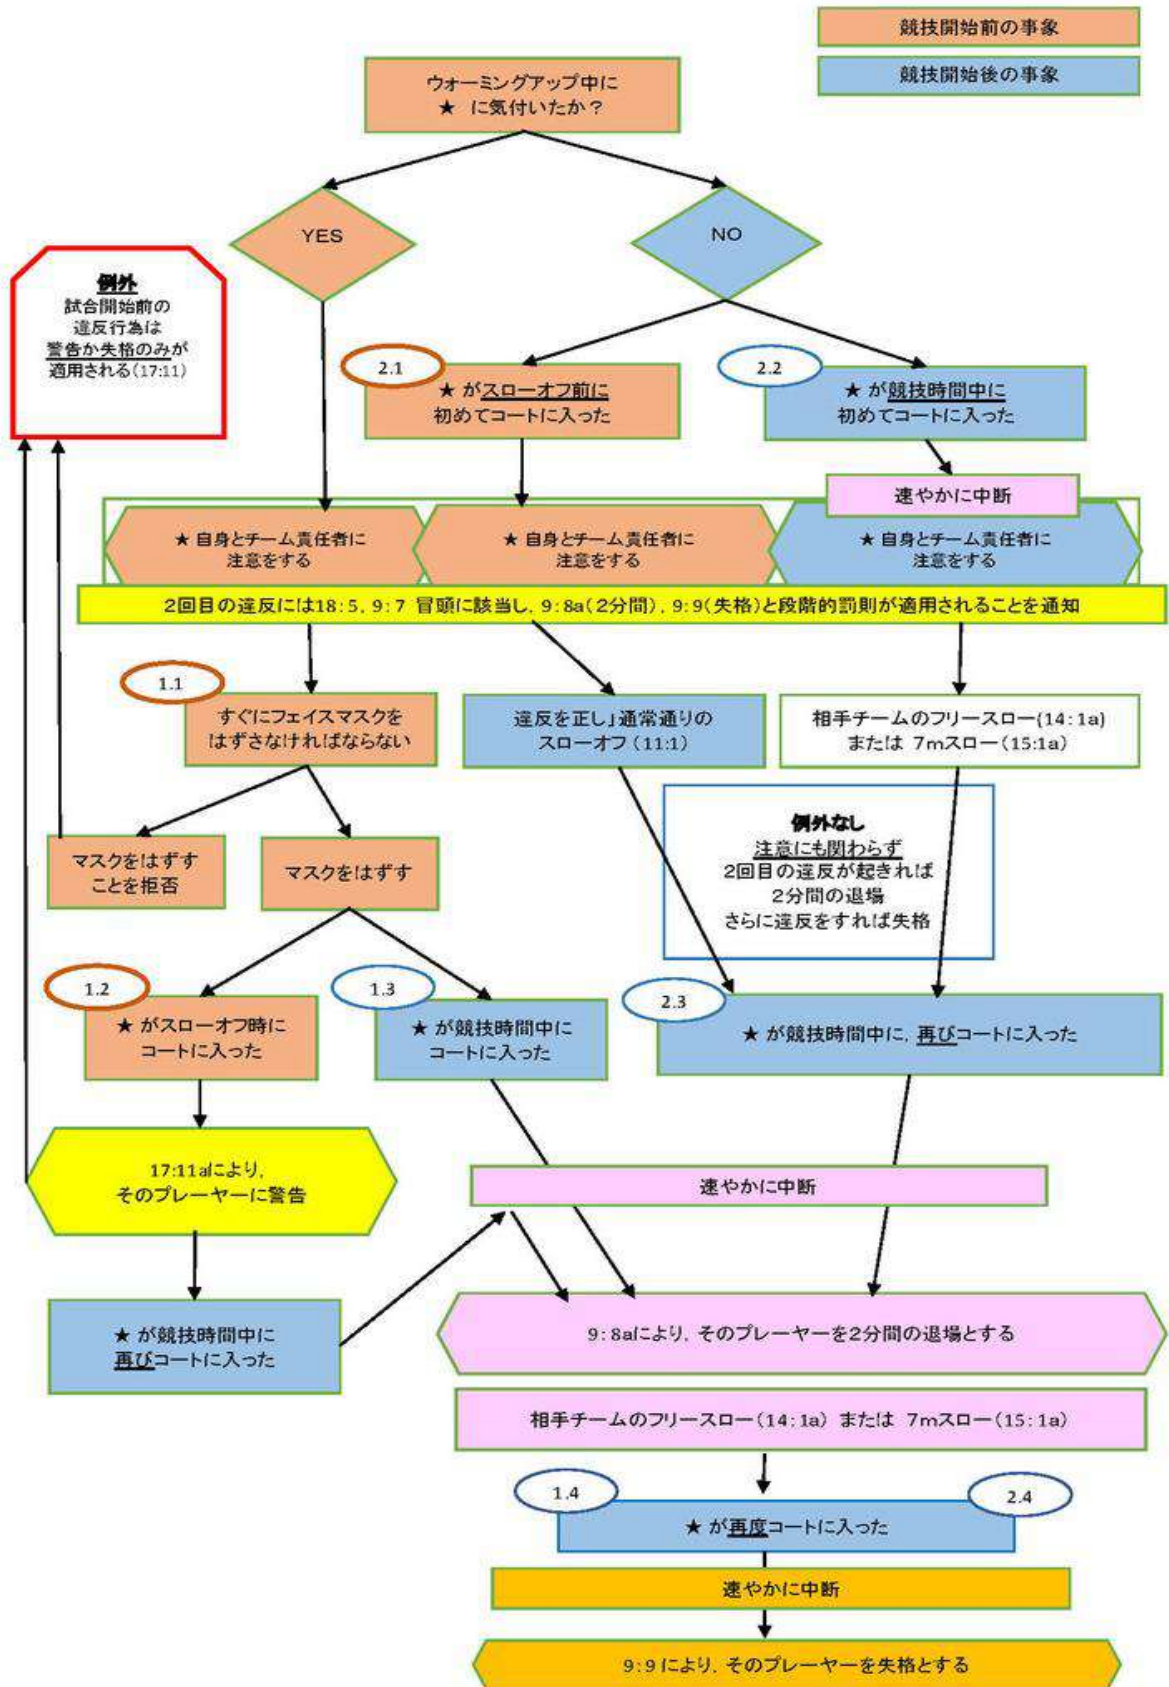 競技開始前の事象
競技開始後の事象
ウォーミングアップ中に
★ に気付いたか？
YES
NO
例外
試合開始前の
違反行為は
警告か失格のみが
適用される(17:11)
2.1
★ がスローオフ前に
初めてコートに入った
2.2
★ が競技時間中に
初めてコートに入った
速やかに中断
★ 自身とチーム責任者に
注意をする
★ 自身とチーム責任者に
注意をする
★ 自身とチーム責任者に
注意をする
2回目の違反には18:5, 9:7 冒頭に該当し, 9:8a(2分間), 9:9(失格)と段階的罰則が適用されることを通知
1.1
すぐにフェイスマスクを
はずさなければならない
違反を正し」通常通りの
スローオフ (11:1)
相手チームのフリースロー(14:1a)
または 7mスロー(15:1a)
例外なし
注意にも関わらず
2回目の違反が起きれば
2分間の退場
さらに違反をすれば失格
マスクをはずす
ことを拒否
マスクをはずす
1.2
★ がスローオフ時に
コートに入った
1.3
★ が競技時間中に
コートに入った
2.3
★ が競技時間中に, 再びコートに入った
17:11aにより,
そのプレーヤーに警告
速やかに中断
★ が競技時間中に
再びコートに入った
9:8aにより, そのプレーヤーを2分間の退場とする
相手チームのフリースロー(14:1a) または 7mスロー(15:1a)
1.4
2.4
★ が再度コートに入った
速やかに中断
9:9 により, そのプレーヤーを失格とする